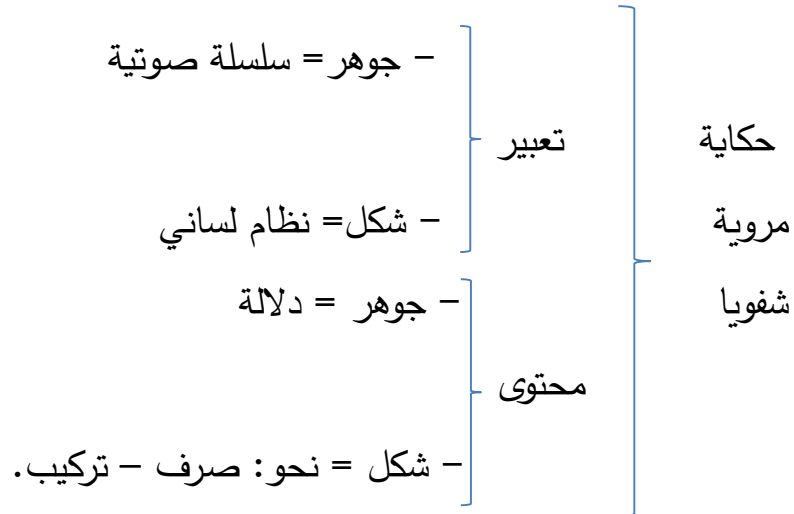 حكاية
مروية
شفويا
تعبير
– جوهر = سلسلة صوتية
– شكل= نظام لساني
محتوى
– جوهر = دلالة
– شكل = نحو: صرف – تركيب.